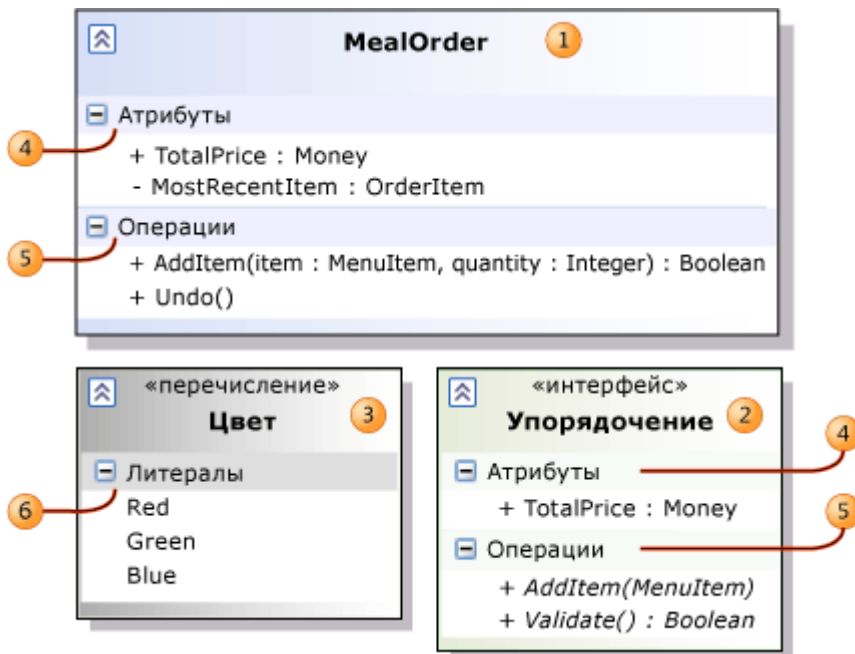 MealOrder 1
Атрибуты
4
+ TotalPrice : Money
- MostRecentItem : OrderItem
Операции
5
+ AddItem(item : MenuItem, quantity : Integer) : Boolean
+ Undo()
«перечисление»
Цвет 3
Литералы
6
Red
Green
Blue
«интерфейс»
Упорядочение 2
Атрибуты 4
+ TotalPrice : Money
Операции 5
+ AddItem(MenuItem)
+ Validate() : Boolean